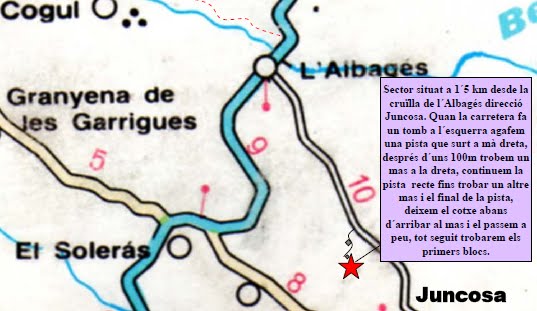 Cogul
L'Albagés
Be
Granyena de
les Garrigues
Sector situat a 1´5 km desde la
cruïlla de l´Albagés direcció
Juncosa. Quan la carretera fa
un tomb a l´esquerra agafem
una pista que surt a mà dreta,
després d´uns 100m trobem un
mas a la dreta, continuem la
pista recte fins trobar un altre
mas i el final de la pista,
deixem el cotxe abans
d´arribar al mas i el passem a
peu, tot seguit trobarem els
primers blocs.
5
9
10
El Solerás
8
Juncosa